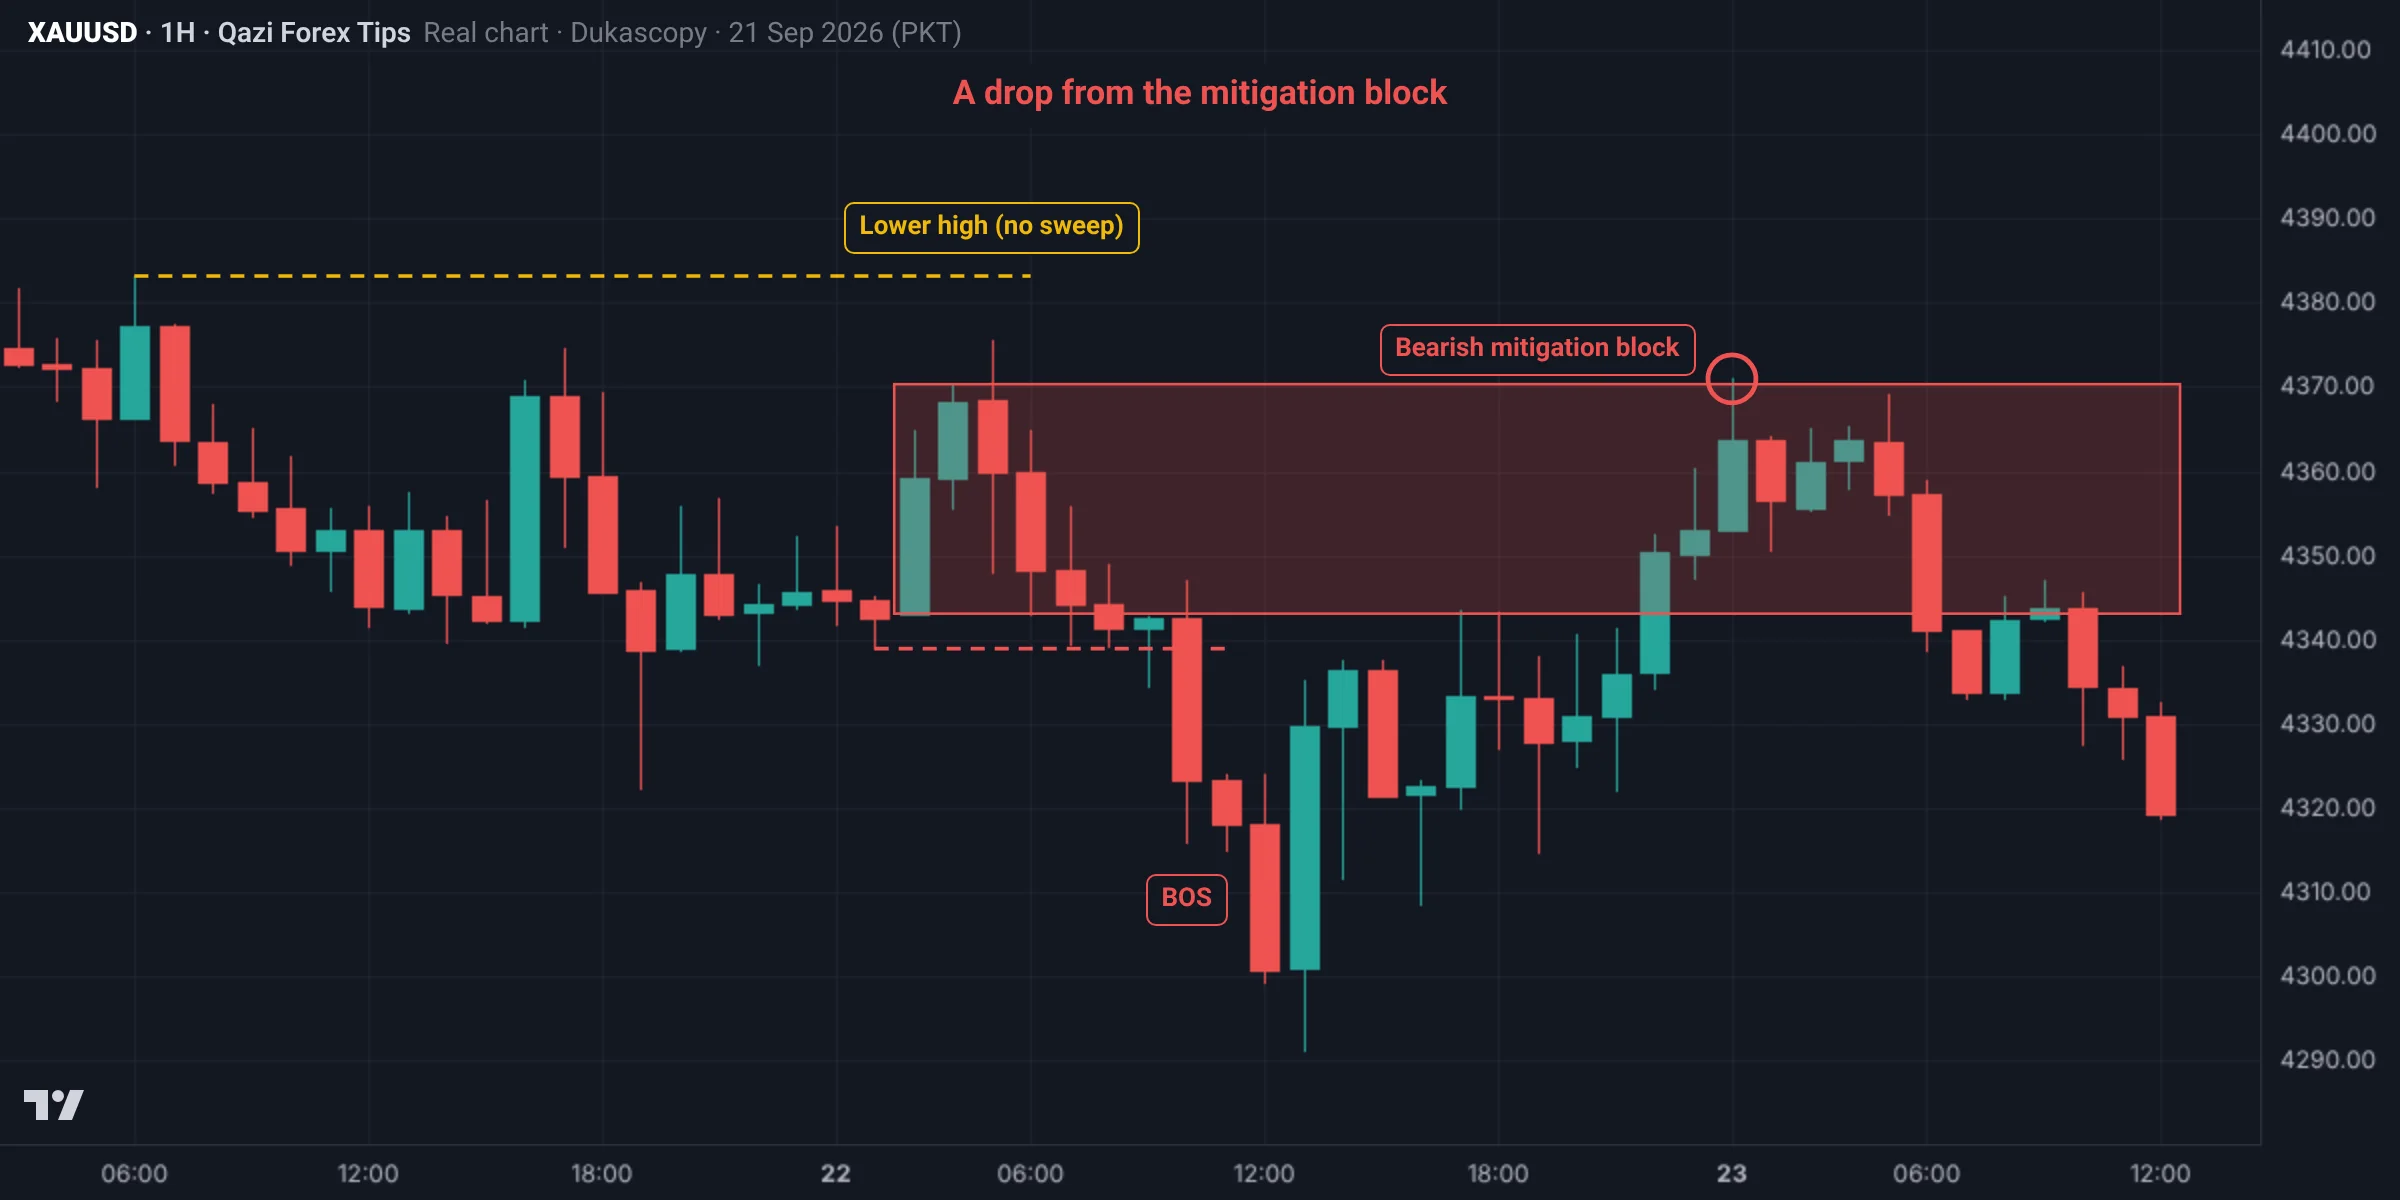 XAUUSD · 1H · Qazi Forex Tips Real chart · Dukascopy · 21 Sep 2026 (PKT)
A drop from the mitigation block
Lower high (no sweep)
Bearish mitigation block
BOS
4410.00
4400.00
4390.00
4380.00
4370.00
4360.00
4350.00
4340.00
4330.00
4320.00
4310.00
4300.00
4290.00
06:00 12:00 18:00 22 06:00 12:00 18:00 23 06:00 12:00